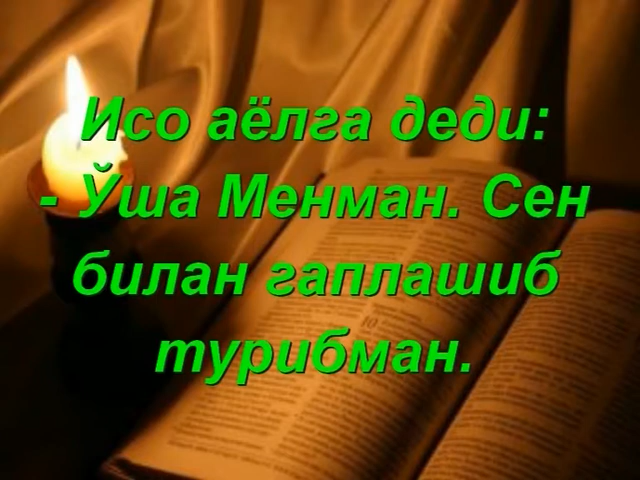 Исо аёлга деди:
- Ўша Менман. Сен
билан гаплашиб
турибман.